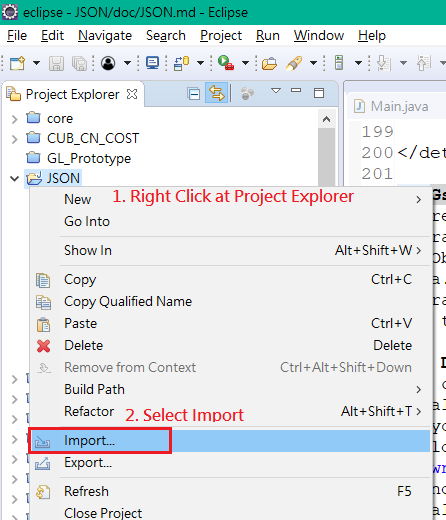 eclipse - JSON/doc/JSON.md - Eclipse
File Edit Navigate Search Project Run Window Help
Project Explorer
Main.java
core
CUB_CN_COST
GL_Prototype
JSON
199
200 </det
201
1. Right Click at Project Explorer
New
Go Into
Show In Alt+Shift+W
Copy Ctrl+C
Copy Qualified Name
Paste Ctrl+V
Delete Delete
Remove from Context Ctrl+Alt+Shift+Down
Build Path
2. Select Import
Refactor Alt+Shift+T
Import...
Export...
Refresh F5
Close Project